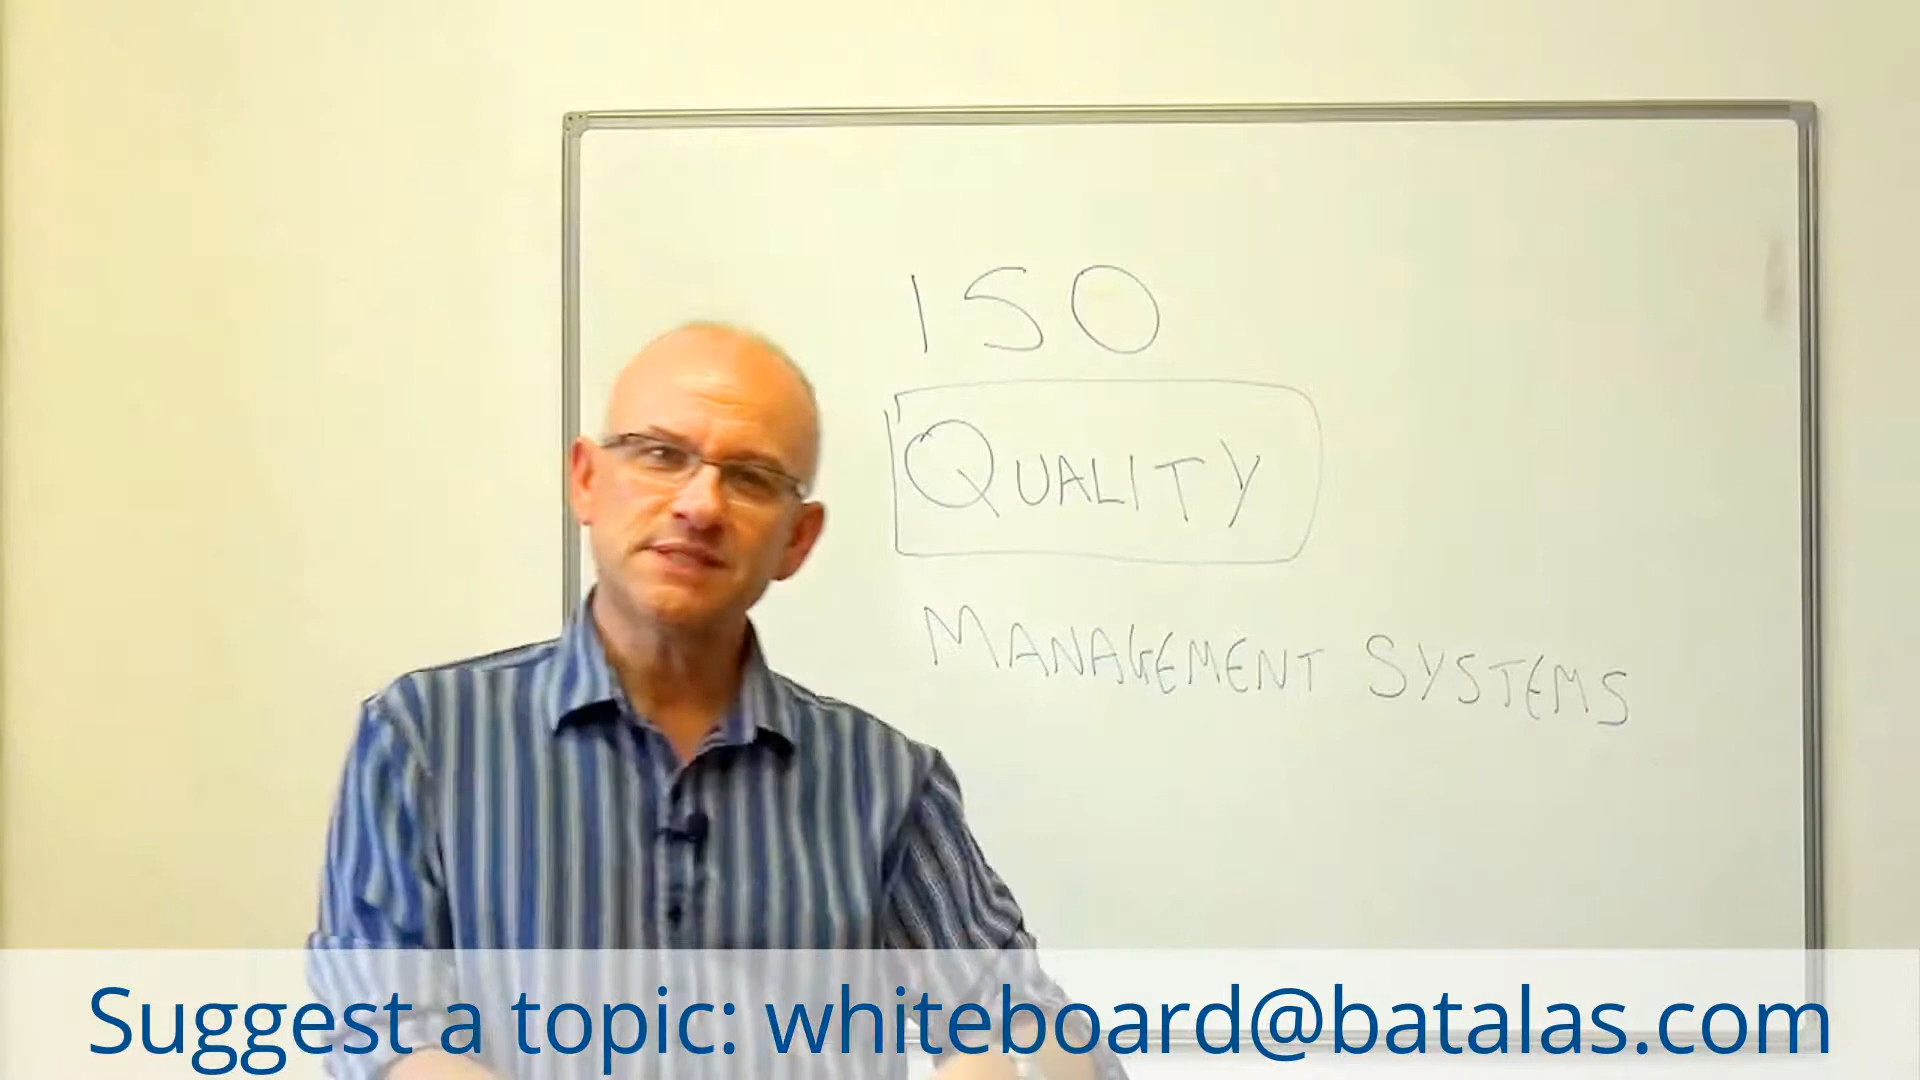 ISO
QUALITY
MANAGEMENT SYSTEMS
Suggest a topic: whiteboard@batalas.com